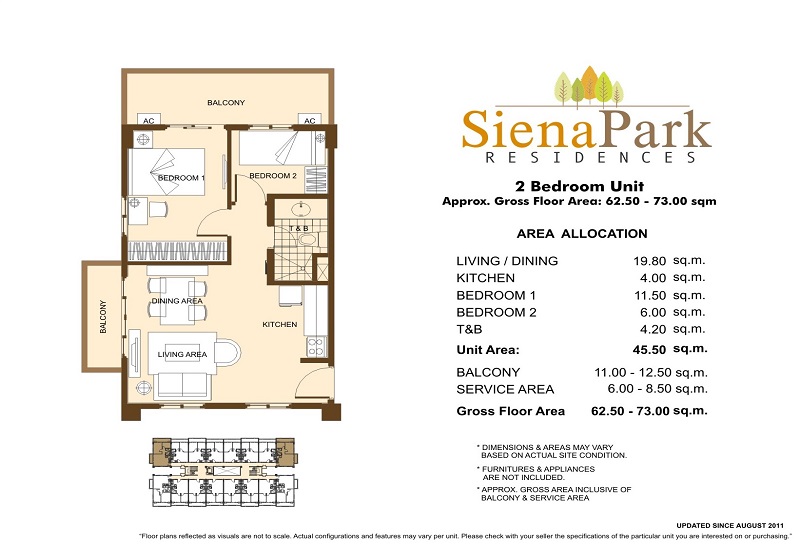 BALCONY
AC
AC
BEDROOM 1
BEDROOM 2
T & B
BALCONY
DINING AREA
KITCHEN
LIVING AREA
SienaPark
RESIDENCES
2 Bedroom Unit
Approx. Gross Floor Area: 62.50 - 73.00 sqm
AREA ALLOCATION
LIVING / DINING 19.80 sq.m.
KITCHEN 4.00 sq.m.
BEDROOM 1 11.50 sq.m.
BEDROOM 2 6.00 sq.m.
T&B 4.20 sq.m.
Unit Area: 45.50 sq.m.
BALCONY 11.00 - 12.50 sq.m.
SERVICE AREA 6.00 - 8.50 sq.m.
Gross Floor Area 62.50 - 73.00 sq.m.
* DIMENSIONS & AREAS MAY VARY
BASED ON ACTUAL SITE CONDITION.
* FURNITURES & APPLIANCES
ARE NOT INCLUDED.
* APPROX. GROSS AREA INCLUSIVE OF
BALCONY & SERVICE AREA
UPDATED SINCE AUGUST 2011
"Floor plans reflected as visuals are not to scale. Actual configurations and features may vary per unit. Please check with your seller the specifications of the particular unit you are interested on or purchasing."